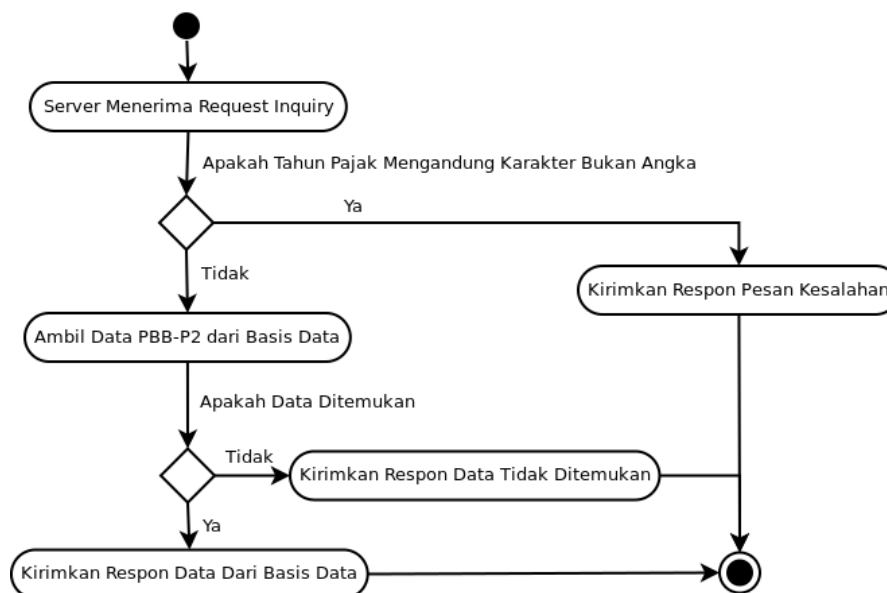 Server Menerima Request Inquiry
Apakah Tahun Pajak Mengandung Karakter Bukan Angka
Ya
Tidak
Kirimkan Respon Pesan Kesalahan
Ambil Data PBB-P2 dari Basis Data
Apakah Data Ditemukan
Tidak
Kirimkan Respon Data Tidak Ditemukan
Ya
Kirimkan Respon Data Dari Basis Data